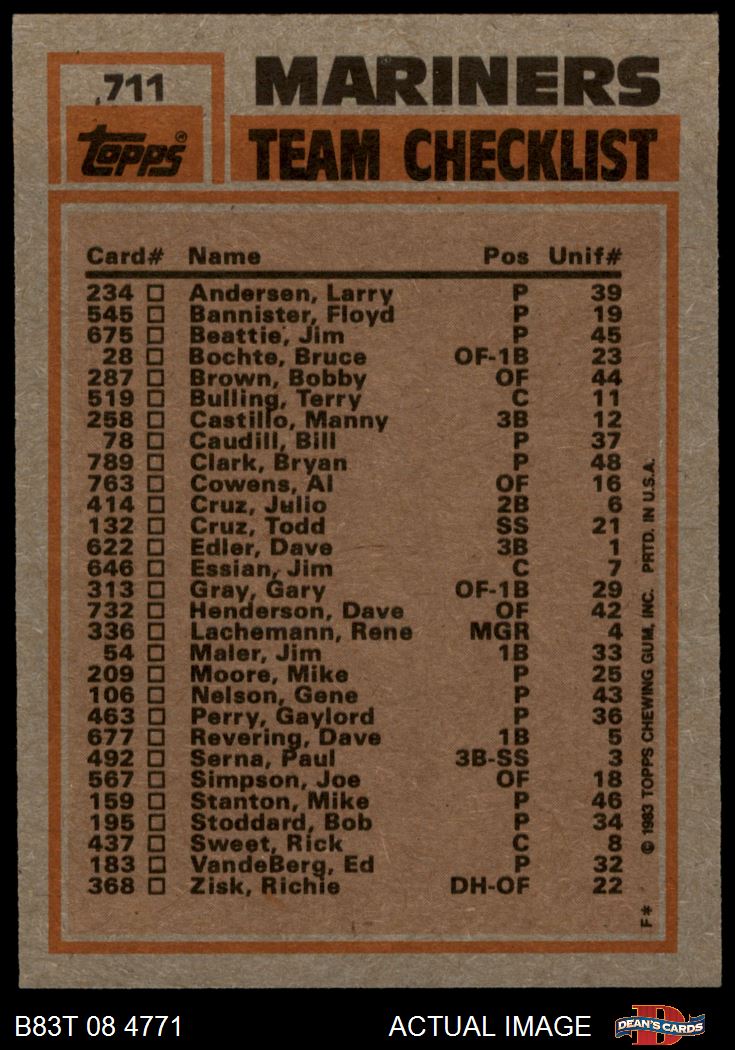 711
MARINERS
topps®
TEAM CHECKLIST
Card# Name Pos Unif#
234 Andersen, Larry P 39
545 Bannister, Floyd P 19
675 Beattie, Jim P 45
28 Bochte, Bruce OF-1B 23
287 Brown, Bobby OF 44
519 Bulling, Terry C 11
258 Castillo, Manny 3B 12
78 Caudill, Bill P 37
789 Clark, Bryan P 48
763 Cowens, Al OF 16
414 Cruz, Julio 2B 6
132 Cruz, Todd SS 21
622 Edler, Dave 3B 1
646 Essian, Jim C 7
313 Gray, Gary OF-1B 29
732 Henderson, Dave OF 42
336 Lachemann, Rene MGR 4
54 Maler, Jim 1B 33
209 Moore, Mike P 25
106 Nelson, Gene P 43
463 Perry, Gaylord P 36
677 Revering, Dave 1B 5
492 Serna, Paul 3B-SS 3
567 Simpson, Joe OF 18
159 Stanton, Mike P 46
195 Stoddard, Bob P 34
437 Sweet, Rick C 8
183 VandeBerg, Ed P 32
368 Zisk, Richie DH-OF 22
F* © 1983 TOPPS CHEWING GUM, INC. PRTD. IN U.S.A.
B83T 08 4771 ACTUAL IMAGE DEAN'S CARDS